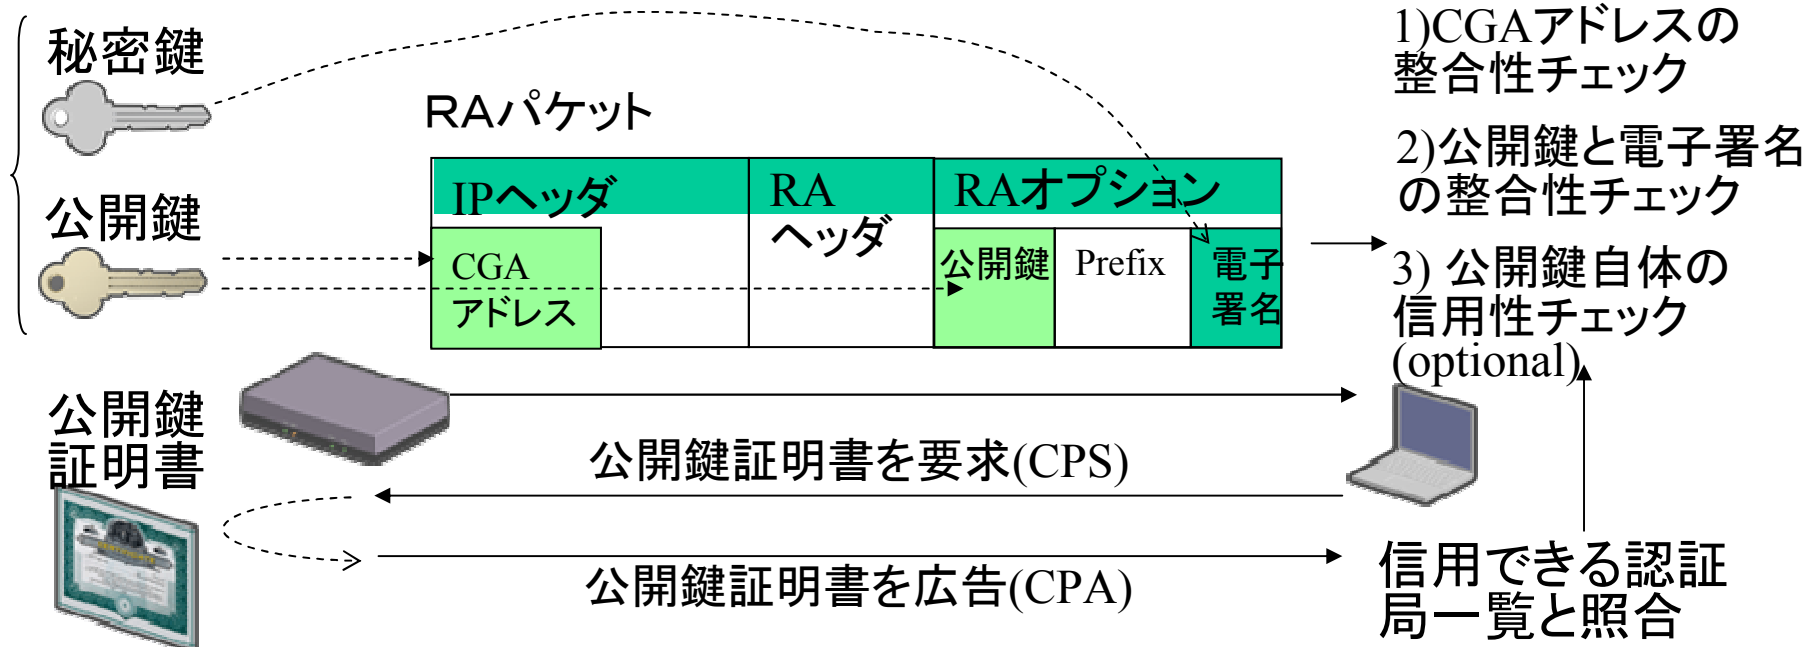 秘密鍵
公開鍵
公開鍵
証明書
RAパケット
IPヘッダ
RA
ヘッダ
RAオプション
CGA
アドレス
公開鍵
Prefix
電子
署名
1)CGAアドレスの
整合性チェック
2)公開鍵と電子署名
の整合性チェック
3) 公開鍵自体の
信用性チェック
(optional)
公開鍵証明書を要求(CPS)
公開鍵証明書を広告(CPA)
信用できる認証
局一覧と照合